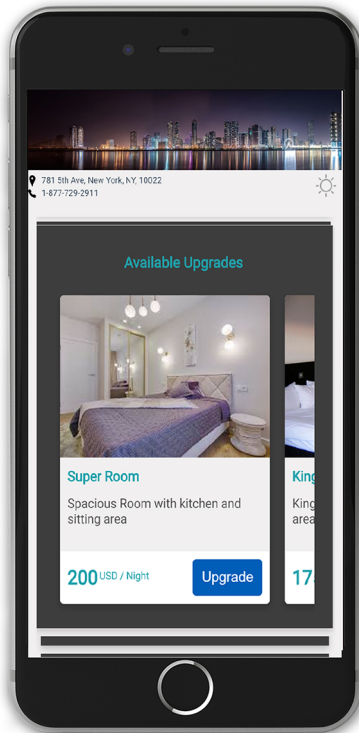 781 5th Ave, New York, NY, 10022
1-877-729-2911
Available Upgrades
Super Room
Spacious Room with kitchen and
sitting area
200 USD / Night
Upgrade
King
King
area